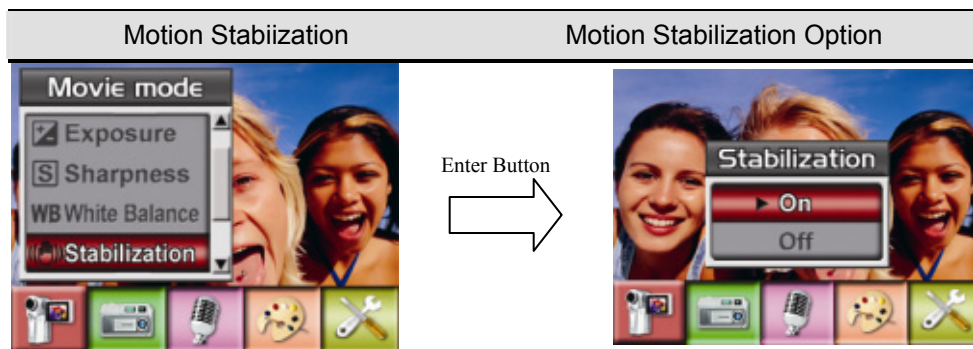 Motion Stabiization
Motion Stabilization Option
Movie mode
Exposure
S Sharpness
WB White Balance
Stabilization
Enter Button
Stabilization
On
Off